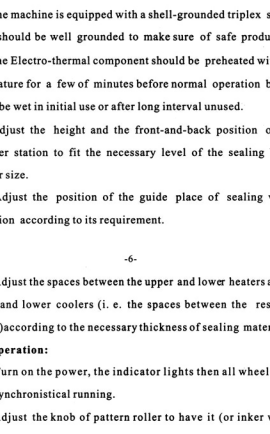 he machine is equipped with a shell-grounded triplex
should be well grounded to make sure of safe produc
he Electro-thermal component should be preheated wi
ature for a few of minutes before normal operation b
be wet in initial use or after long interval unused.
djust the height and the front-and-back position o
er station to fit the necessary level of the sealing
r size.
djust the position of the guide place of sealing
ion according to its requirement.
-6-
djust the spaces between the upper and lower heaters a
and lower coolers (i. e. the spaces between the res
)according to the necessary thickness of sealing mater
peration:
urn on the power, the indicator lights then all wheel
ynchronistical running.
djust the knob of pattern roller to have it (or inker